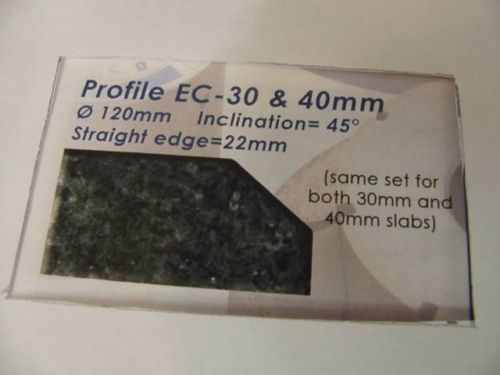 Profile EC-30 & 40mm
Ø 120mm Inclination= 45°
Straight edge=22mm
(same set for
both 30mm and
40mm slabs)